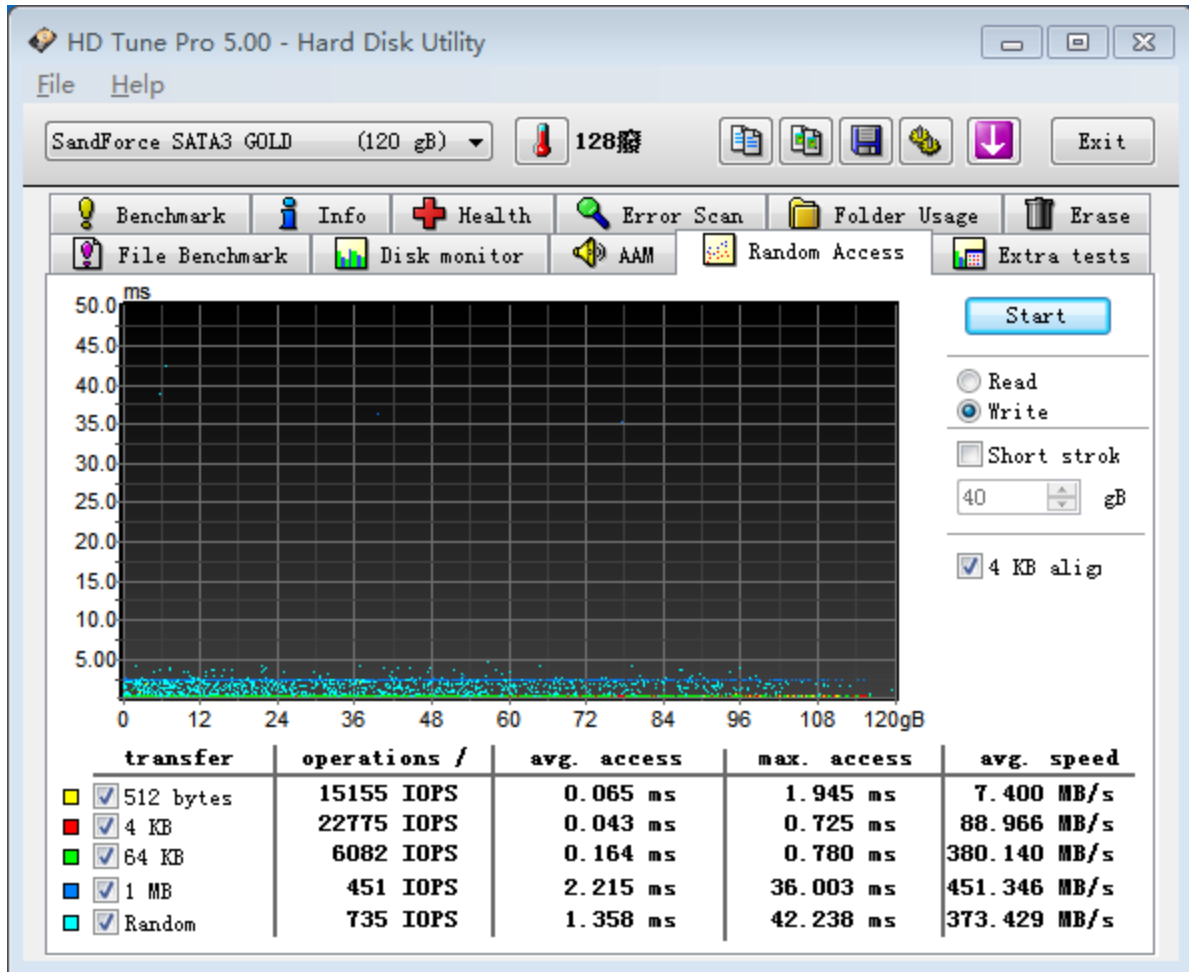 HD Tune Pro 5.00 - Hard Disk Utility
File Help
SandForce SATA3 GOLD (120 gB) 128癈 Exit
Benchmark Info Health Error Scan Folder Usage Erase
File Benchmark Disk monitor AAM Random Access Extra tests
ms
50.0
45.0
40.0
35.0
30.0
25.0
20.0
15.0
10.0
5.00
0 12 24 36 48 60 72 84 96 108 120gB
Start
Read
Write
Short strok
40 gB
4 KB alig
transfer operations / avg. access max. access avg. speed
512 bytes 15155 IOPS 0.065 ms 1.945 ms 7.400 MB/s
4 KB 22775 IOPS 0.043 ms 0.725 ms 88.966 MB/s
64 KB 6082 IOPS 0.164 ms 0.780 ms 380.140 MB/s
1 MB 451 IOPS 2.215 ms 36.003 ms 451.346 MB/s
Random 735 IOPS 1.358 ms 42.238 ms 373.429 MB/s